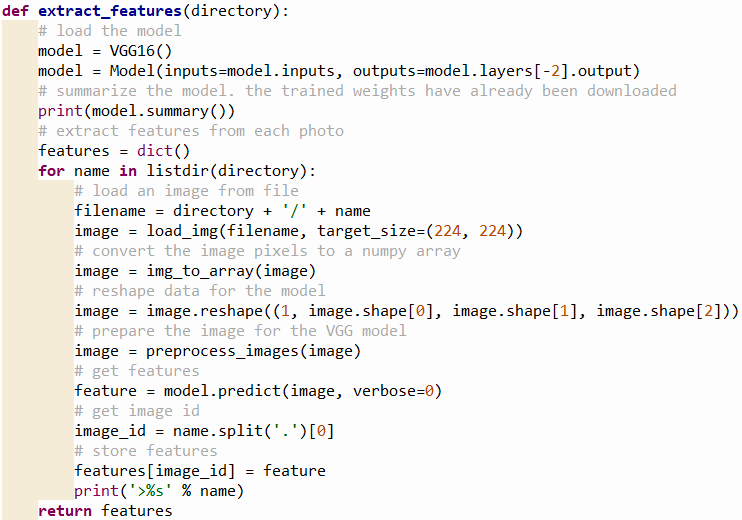 def extract_features(directory):
    # load the model
    model = VGG16()
    model = Model(inputs=model.inputs, outputs=model.layers[-2].output)
    # summarize the model. the trained weights have already been downloaded
    print(model.summary())
    # extract features from each photo
    features = dict()
    for name in listdir(directory):
        # load an image from file
        filename = directory + '/' + name
        image = load_img(filename, target_size=(224, 224))
        # convert the image pixels to a numpy array
        image = img_to_array(image)
        # reshape data for the model
        image = image.reshape((1, image.shape[0], image.shape[1], image.shape[2]))
        # prepare the image for the VGG model
        image = preprocess_images(image)
        # get features
        feature = model.predict(image, verbose=0)
        # get image id
        image_id = name.split('.')[0]
        # store features
        features[image_id] = feature
        print('>%s' % name)
    return features